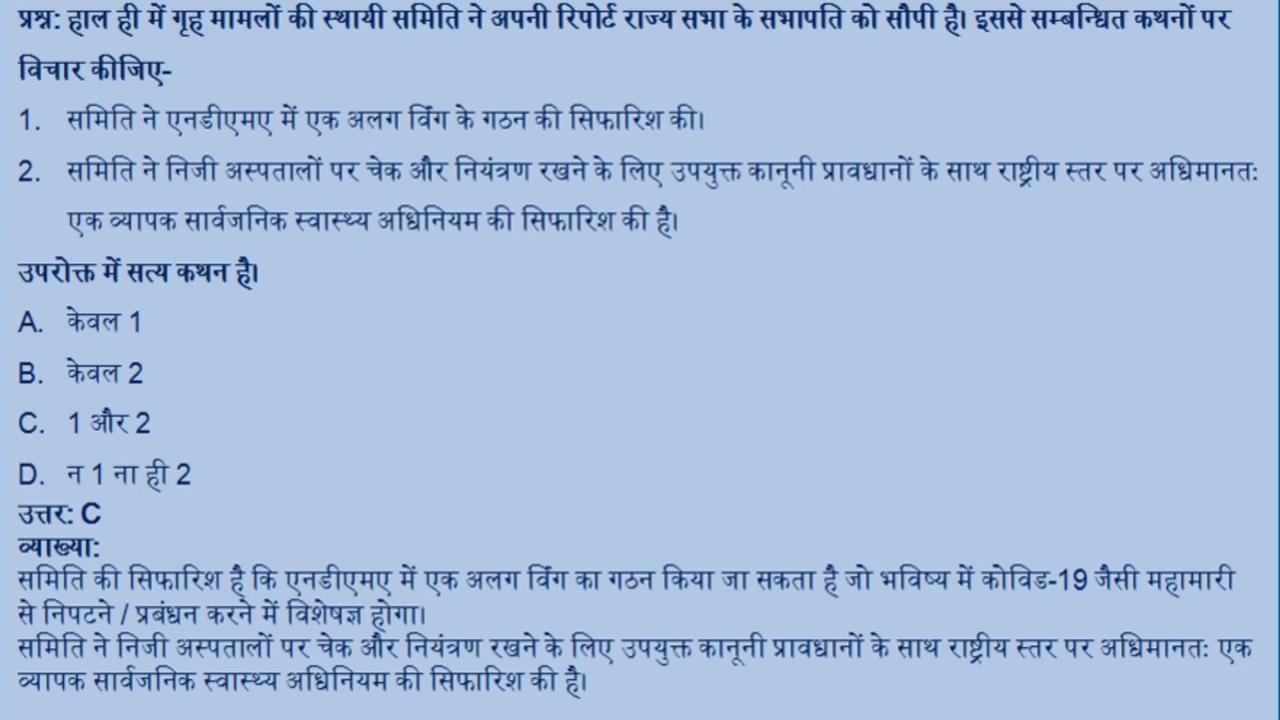 प्रश्न: हाल ही में गृह मामलों की स्थायी समिति ने अपनी रिपोर्ट राज्य सभा के सभापति को सौपी है। इससे सम्बन्धित कथनों पर
विचार कीजिए-
1. समिति ने एनडीएमए में एक अलग विंग के गठन की सिफारिश की।
2. समिति ने निजी अस्पतालों पर चेक और नियंत्रण रखने के लिए उपयुक्त कानूनी प्रावधानों के साथ राष्ट्रीय स्तर पर अधिमानतः
एक व्यापक सार्वजनिक स्वास्थ्य अधिनियम की सिफारिश की है।
उपरोक्त में सत्य कथन है।
A. केवल 1
B. केवल 2
C. 1 और 2
D. न 1 ना ही 2
उत्तर: C
व्याख्या:
समिति की सिफारिश है कि एनडीएमए में एक अलग विंग का गठन किया जा सकता है जो भविष्य में कोविड-19 जैसी महामारी
से निपटने / प्रबंधन करने में विशेषज्ञ होगा।
समिति ने निजी अस्पतालों पर चेक और नियंत्रण रखने के लिए उपयुक्त कानूनी प्रावधानों के साथ राष्ट्रीय स्तर पर अधिमानतः एक
व्यापक सार्वजनिक स्वास्थ्य अधिनियम की सिफारिश की है।